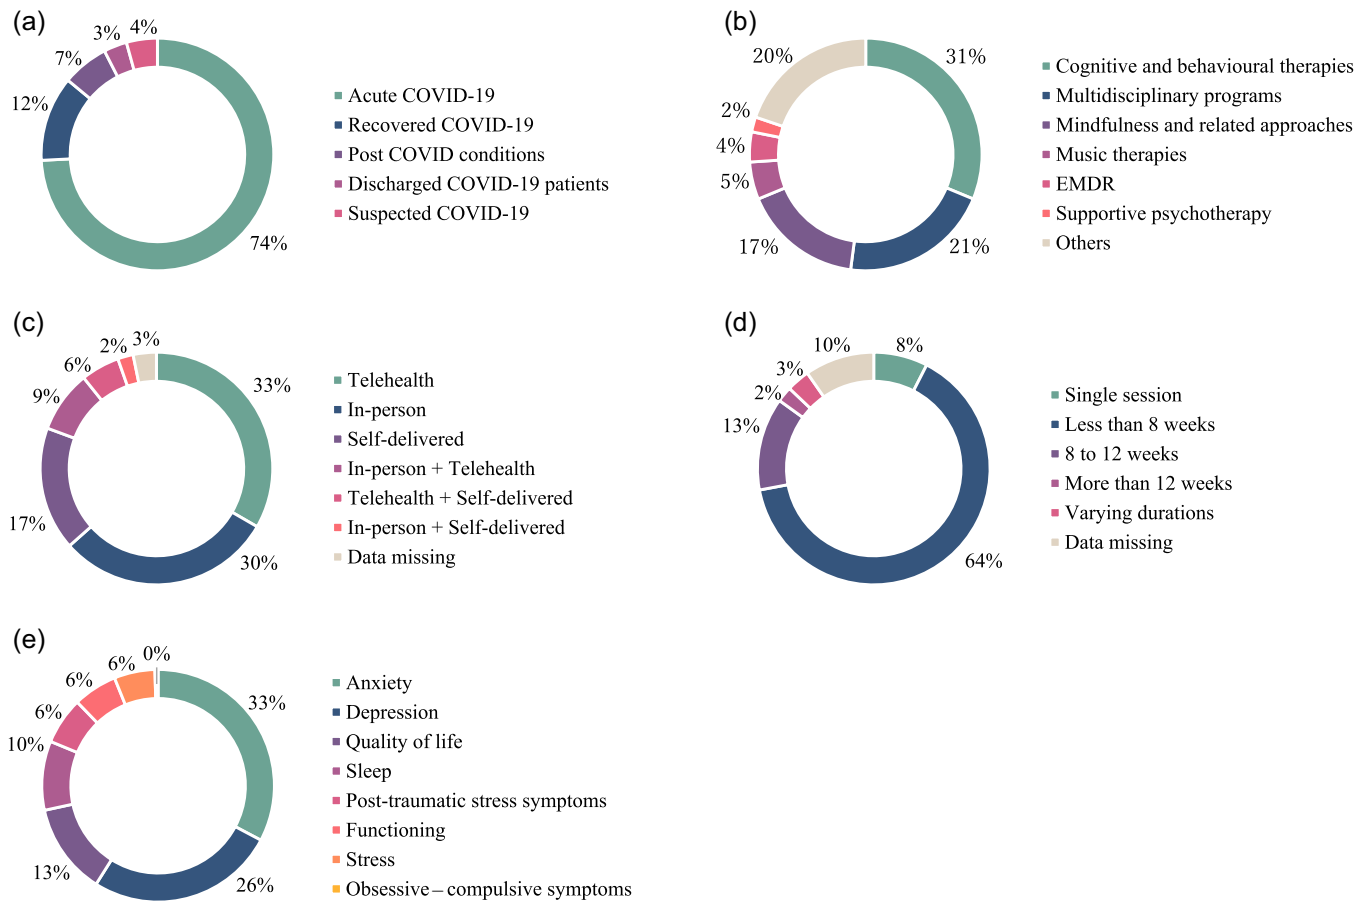 (a)
4%
3%
7%
12%
74%
Acute COVID-19
Recovered COVID-19
Post COVID conditions
Discharged COVID-19 patients
Suspected COVID-19
(b)
20%
31%
2%
4%
5%
17%
21%
Cognitive and behavioural therapies
Multidisciplinary programs
Mindfulness and related approaches
Music therapies
EMDR
Supportive psychotherapy
Others
(c)
3%
2%
6%
9%
33%
17%
30%
Telehealth
In-person
Self-delivered
In-person + Telehealth
Telehealth + Self-delivered
In-person + Self-delivered
Data missing
(d)
10%
8%
3%
2%
13%
64%
Single session
Less than 8 weeks
8 to 12 weeks
More than 12 weeks
Varying durations
Data missing
(e)
0%
6%
6%
6%
10%
33%
13%
26%
Anxiety
Depression
Quality of life
Sleep
Post-traumatic stress symptoms
Functioning
Stress
Obsessive – compulsive symptoms